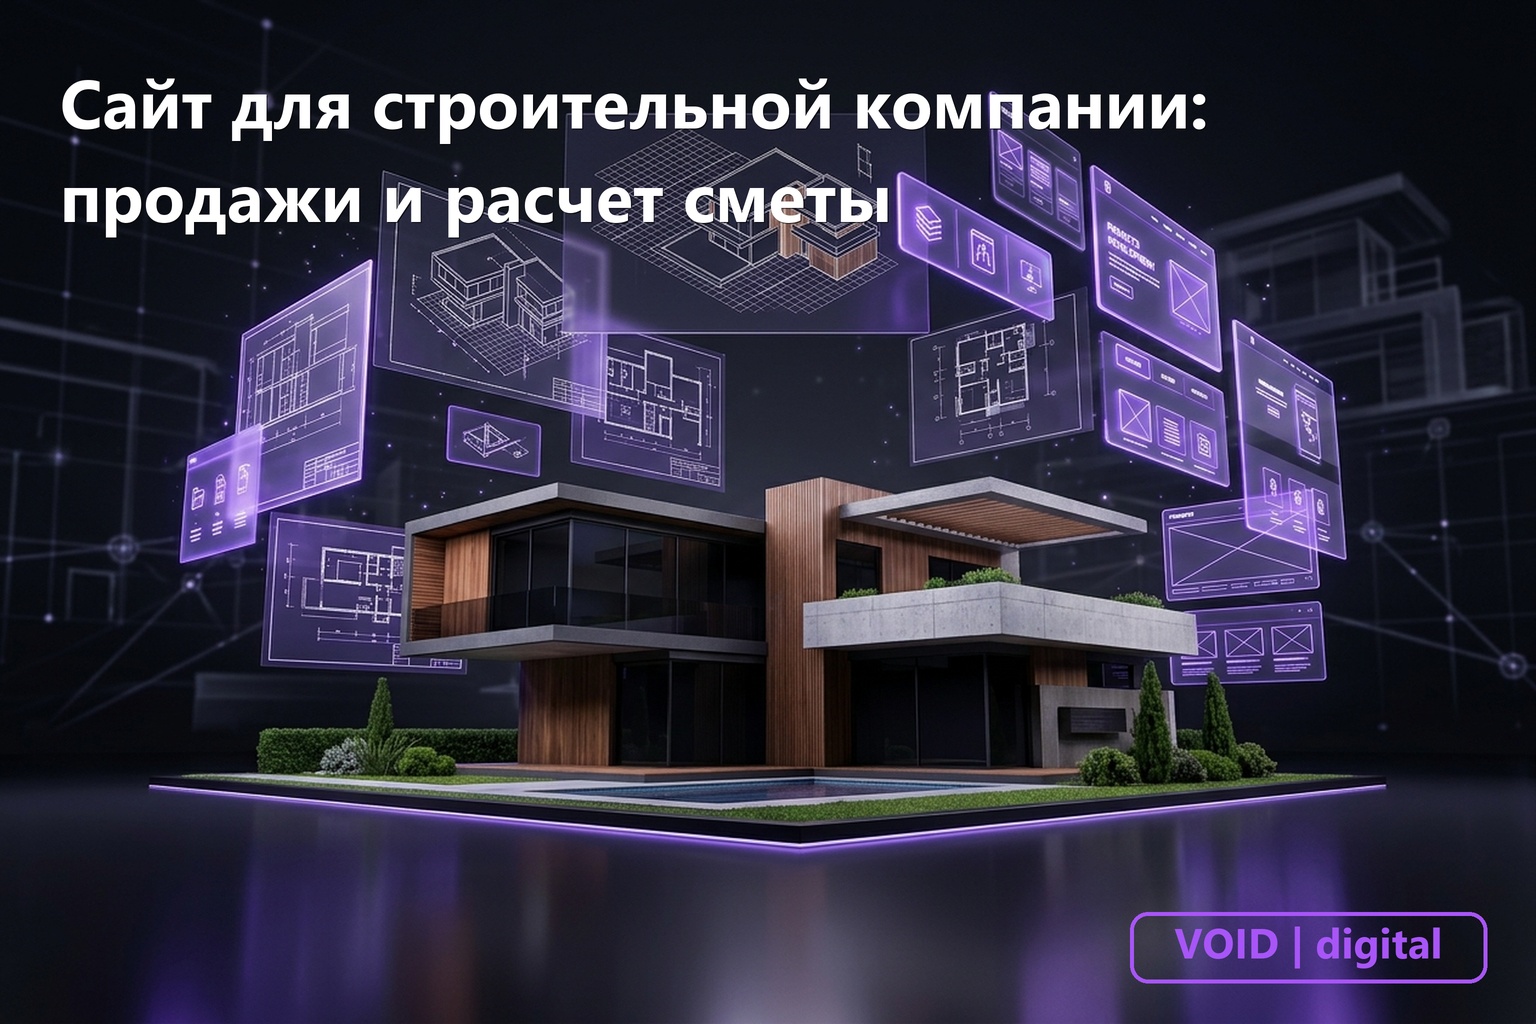 Сайт для строительной компании:
продажи и расчет сметы
VOID | digital